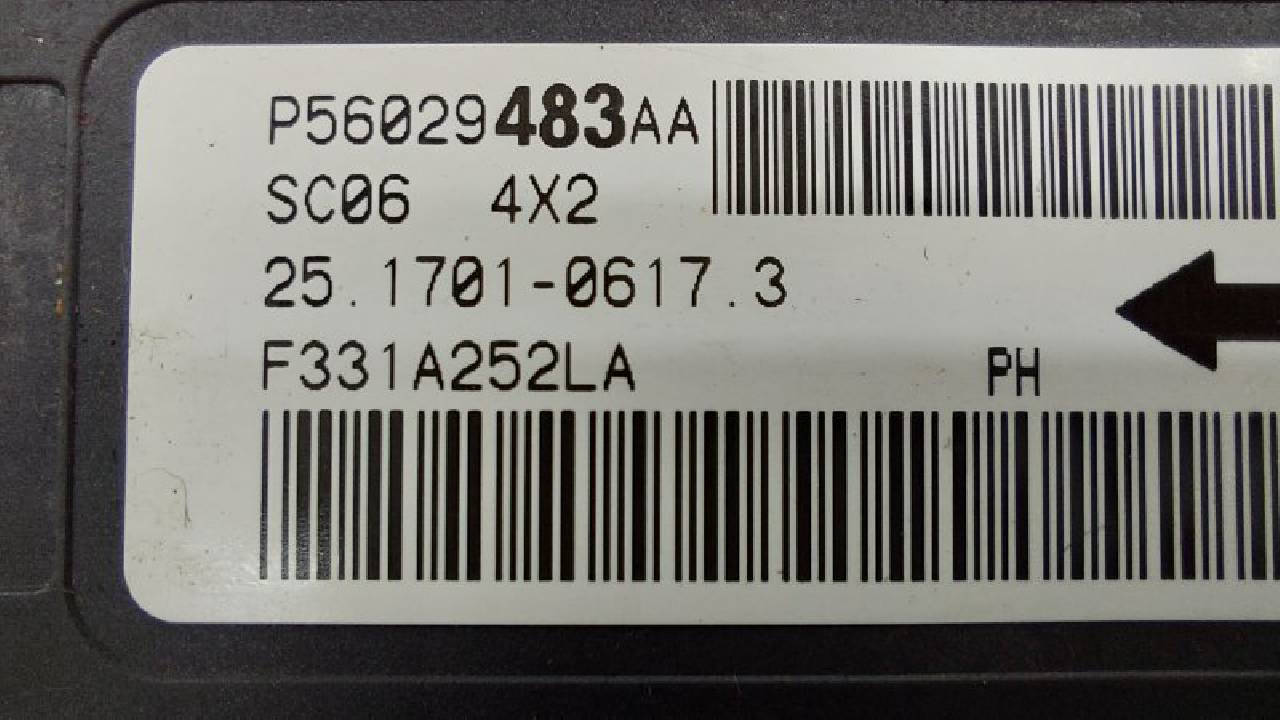 P56029483AA
SC06 4X2
25.1701-0617.3
F331A252LA PH